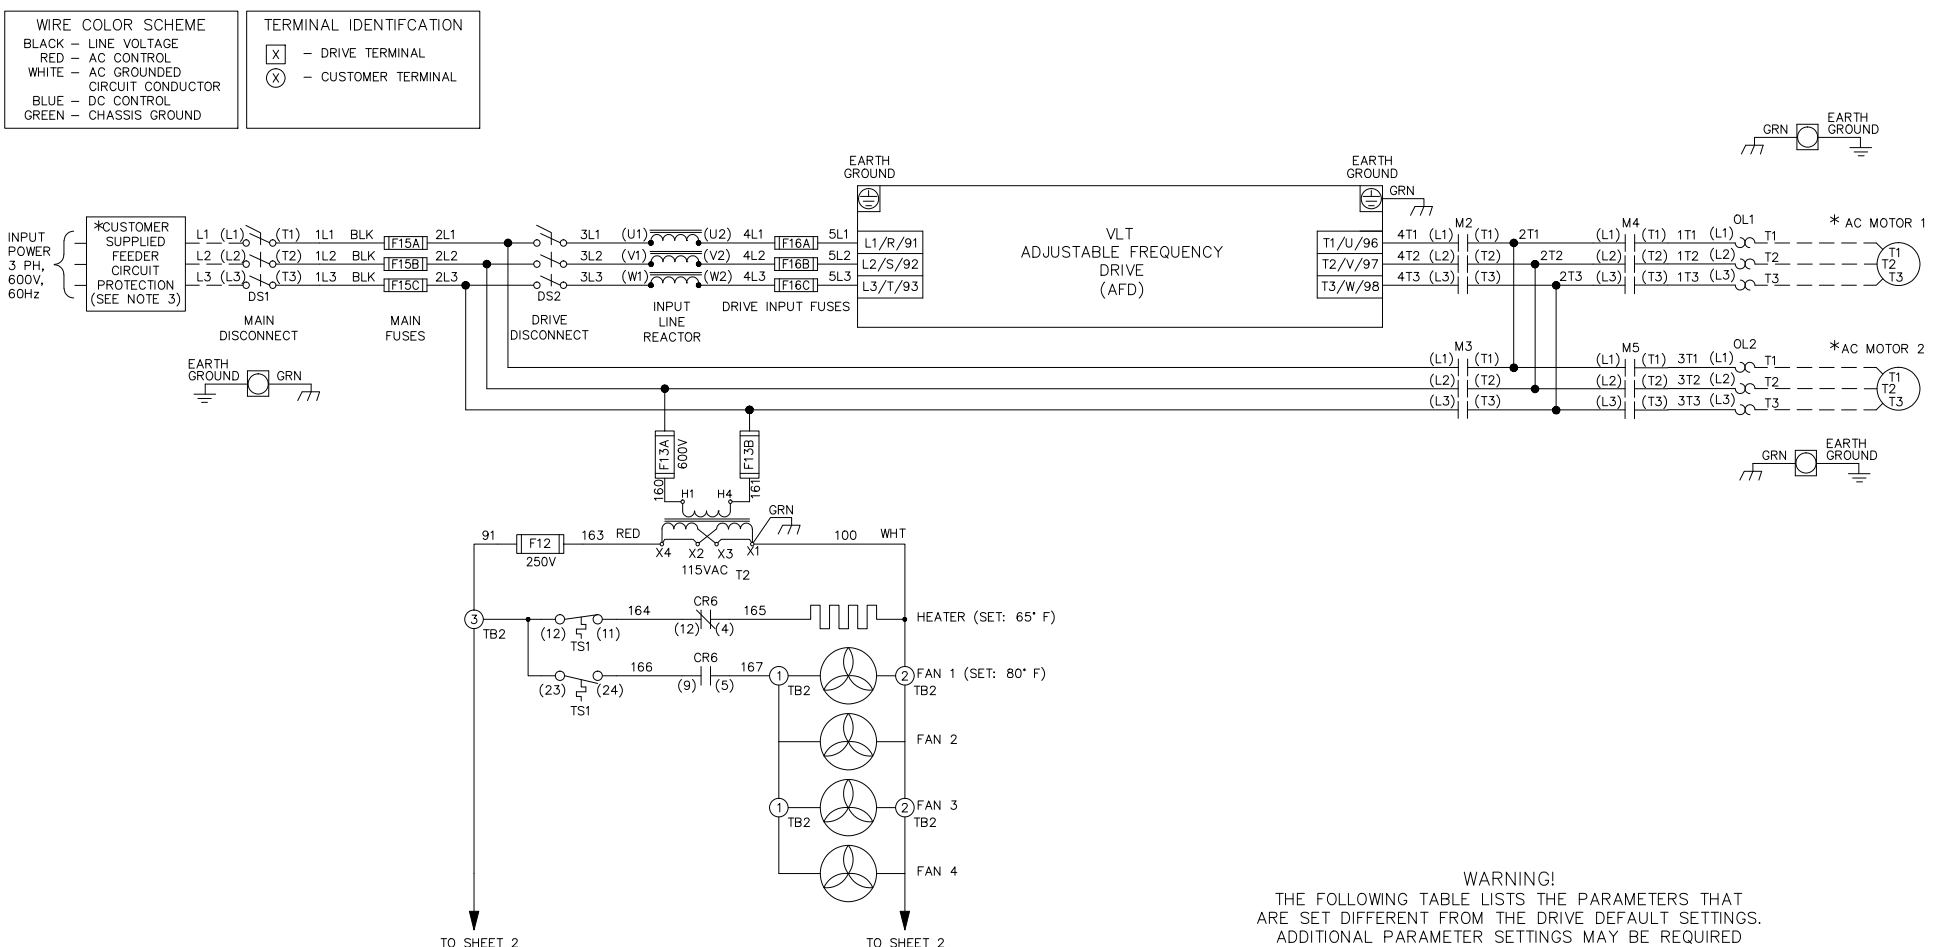 WIRE COLOR SCHEME
BLACK – LINE VOLTAGE
RED – AC CONTROL
WHITE – AC GROUNDED
CIRCUIT CONDUCTOR
BLUE – DC CONTROL
GREEN – CHASSIS GROUND
TERMINAL IDENTIFCATION
X – DRIVE TERMINAL
X – CUSTOMER TERMINAL
GRN
EARTH
GROUND
EARTH
GROUND
EARTH
GROUND
GRN
INPUT
POWER
3 PH,
600V,
60Hz
*CUSTOMER
SUPPLIED
FEEDER
CIRCUIT
PROTECTION
(SEE NOTE 3)
L1 (L1) (T1) 1L1 BLK F15A 2L1 3L1 (U1) (U2) 4L1 F16A 5L1 L1/R/91
L2 (L2) (T2) 1L2 BLK F15B 2L2 3L2 (V1) (V2) 4L2 F16B 5L2 L2/S/92
L3 (L3) (T3) 1L3 BLK F15C 2L3 3L3 (W1) (W2) 4L3 F16C 5L3 L3/T/93
DS1
MAIN
DISCONNECT
MAIN
FUSES
DS2
DRIVE
DISCONNECT
INPUT
LINE
REACTOR
DRIVE INPUT FUSES
VLT
ADJUSTABLE FREQUENCY
DRIVE
(AFD)
M2 M4 OL1 * AC MOTOR 1
T1/U/96 4T1 (L1) (T1) 2T1 (L1) (T1) 1T1 (L1) T1
T2/V/97 4T2 (L2) (T2) 2T2 (L2) (T2) 1T2 (L2) T2
T3/W/98 4T3 (L3) (T3) 2T3 (L3) (T3) 1T3 (L3) T3
T1
T2
T3
EARTH
GROUND
GRN
M3 M5 OL2 *AC MOTOR 2
(L1) (T1) (L1) (T1) 3T1 (L1) T1
(L2) (T2) (L2) (T2) 3T2 (L2) T2
(L3) (T3) (L3) (T3) 3T3 (L3) T3
T1
T2
T3
GRN
EARTH
GROUND
F13A
600V
F13B
160
161
H1 H4
GRN
91 F12 163 RED
250V
X4 X2 X3 X1
115VAC T2
100 WHT
3
TB2
(12) (11)
TS1
164
CR6
(12) (4)
165
HEATER (SET: 65° F)
(23) (24)
TS1
166
CR6
(9) (5)
167
1
TB2
2
TB2
FAN 1 (SET: 80° F)
FAN 2
1
TB2
2
TB2
FAN 3
FAN 4
TO SHEET 2
TO SHEET 2
WARNING!
THE FOLLOWING TABLE LISTS THE PARAMETERS THAT
ARE SET DIFFERENT FROM THE DRIVE DEFAULT SETTINGS.
ADDITIONAL PARAMETER SETTINGS MAY BE REQUIRED